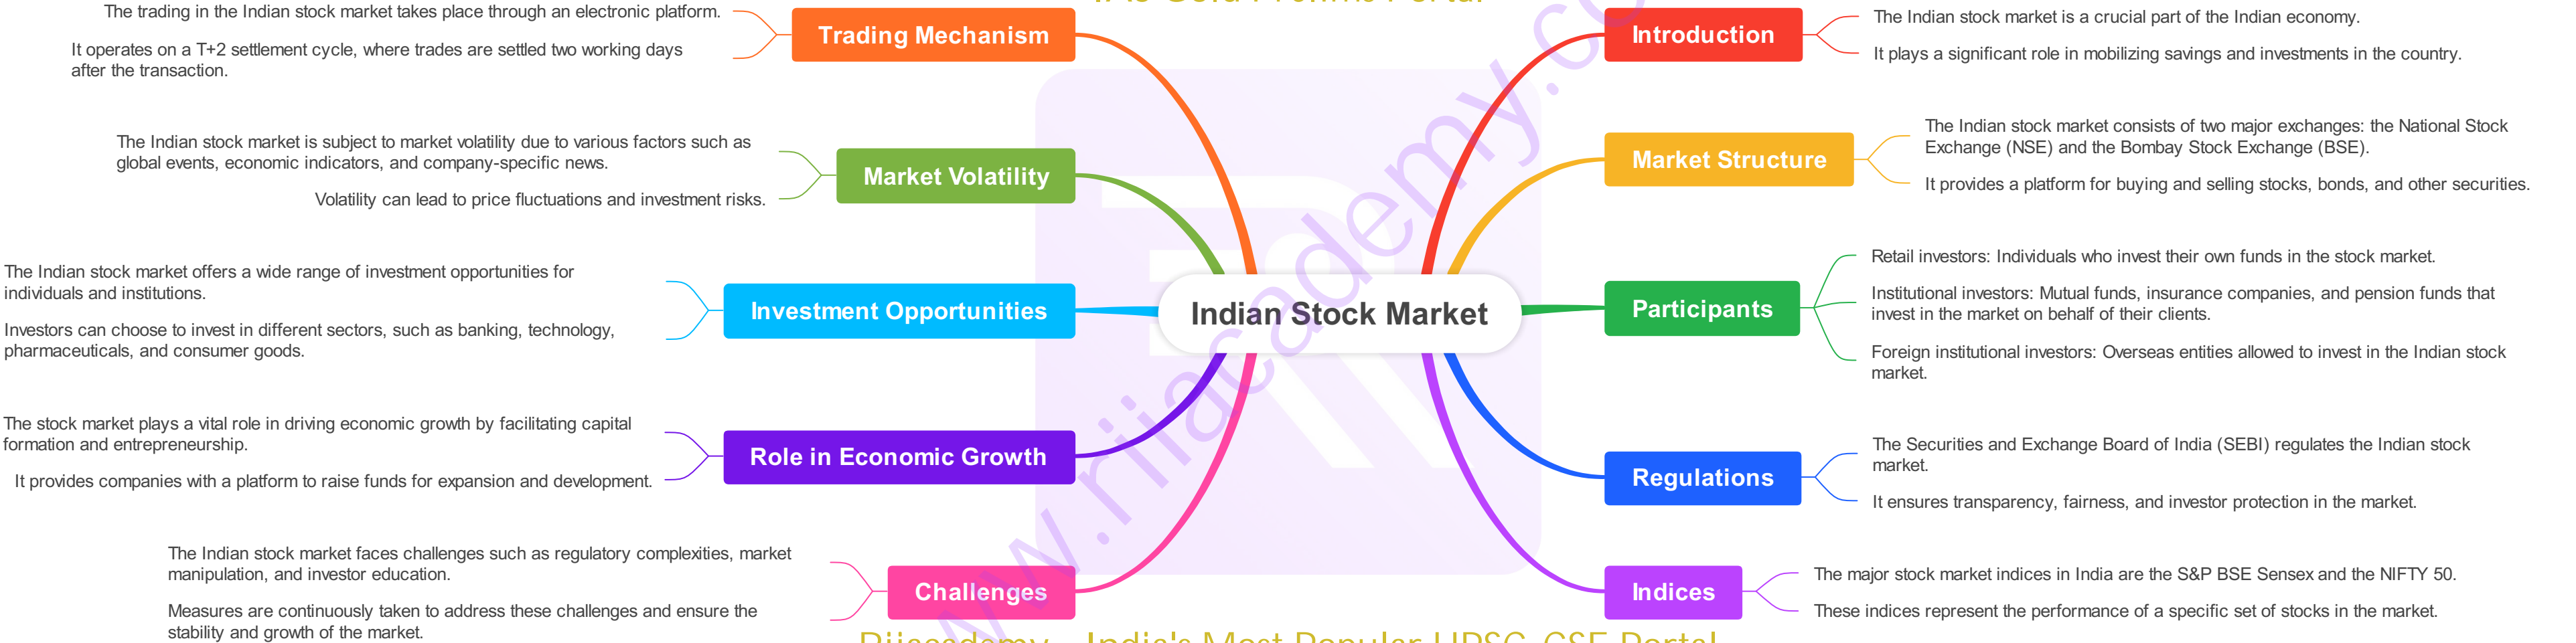 The trading in the Indian stock market takes place through an electronic platform.
It operates on a T+2 settlement cycle, where trades are settled two working days
after the transaction.
Trading Mechanism
The Indian stock market is subject to market volatility due to various factors such as
global events, economic indicators, and company-specific news.
Volatility can lead to price fluctuations and investment risks.
Market Volatility
The Indian stock market offers a wide range of investment opportunities for
individuals and institutions.
Investors can choose to invest in different sectors, such as banking, technology,
pharmaceuticals, and consumer goods.
Investment Opportunities
The stock market plays a vital role in driving economic growth by facilitating capital
formation and entrepreneurship.
It provides companies with a platform to raise funds for expansion and development.
Role in Economic Growth
The Indian stock market faces challenges such as regulatory complexities, market
manipulation, and investor education.
Measures are continuously taken to address these challenges and ensure the
stability and growth of the market.
Challenges
Indian Stock Market
Introduction
The Indian stock market is a crucial part of the Indian economy.
It plays a significant role in mobilizing savings and investments in the country.
Market Structure
The Indian stock market consists of two major exchanges: the National Stock
Exchange (NSE) and the Bombay Stock Exchange (BSE).
It provides a platform for buying and selling stocks, bonds, and other securities.
Participants
Retail investors: Individuals who invest their own funds in the stock market.
Institutional investors: Mutual funds, insurance companies, and pension funds that
invest in the market on behalf of their clients.
Foreign institutional investors: Overseas entities allowed to invest in the Indian stock
market.
Regulations
The Securities and Exchange Board of India (SEBI) regulates the Indian stock
market.
It ensures transparency, fairness, and investor protection in the market.
Indices
The major stock market indices in India are the S&P BSE Sensex and the NIFTY 50.
These indices represent the performance of a specific set of stocks in the market.
Rijacademy - India's Most Popular UPSC-CSE Portal